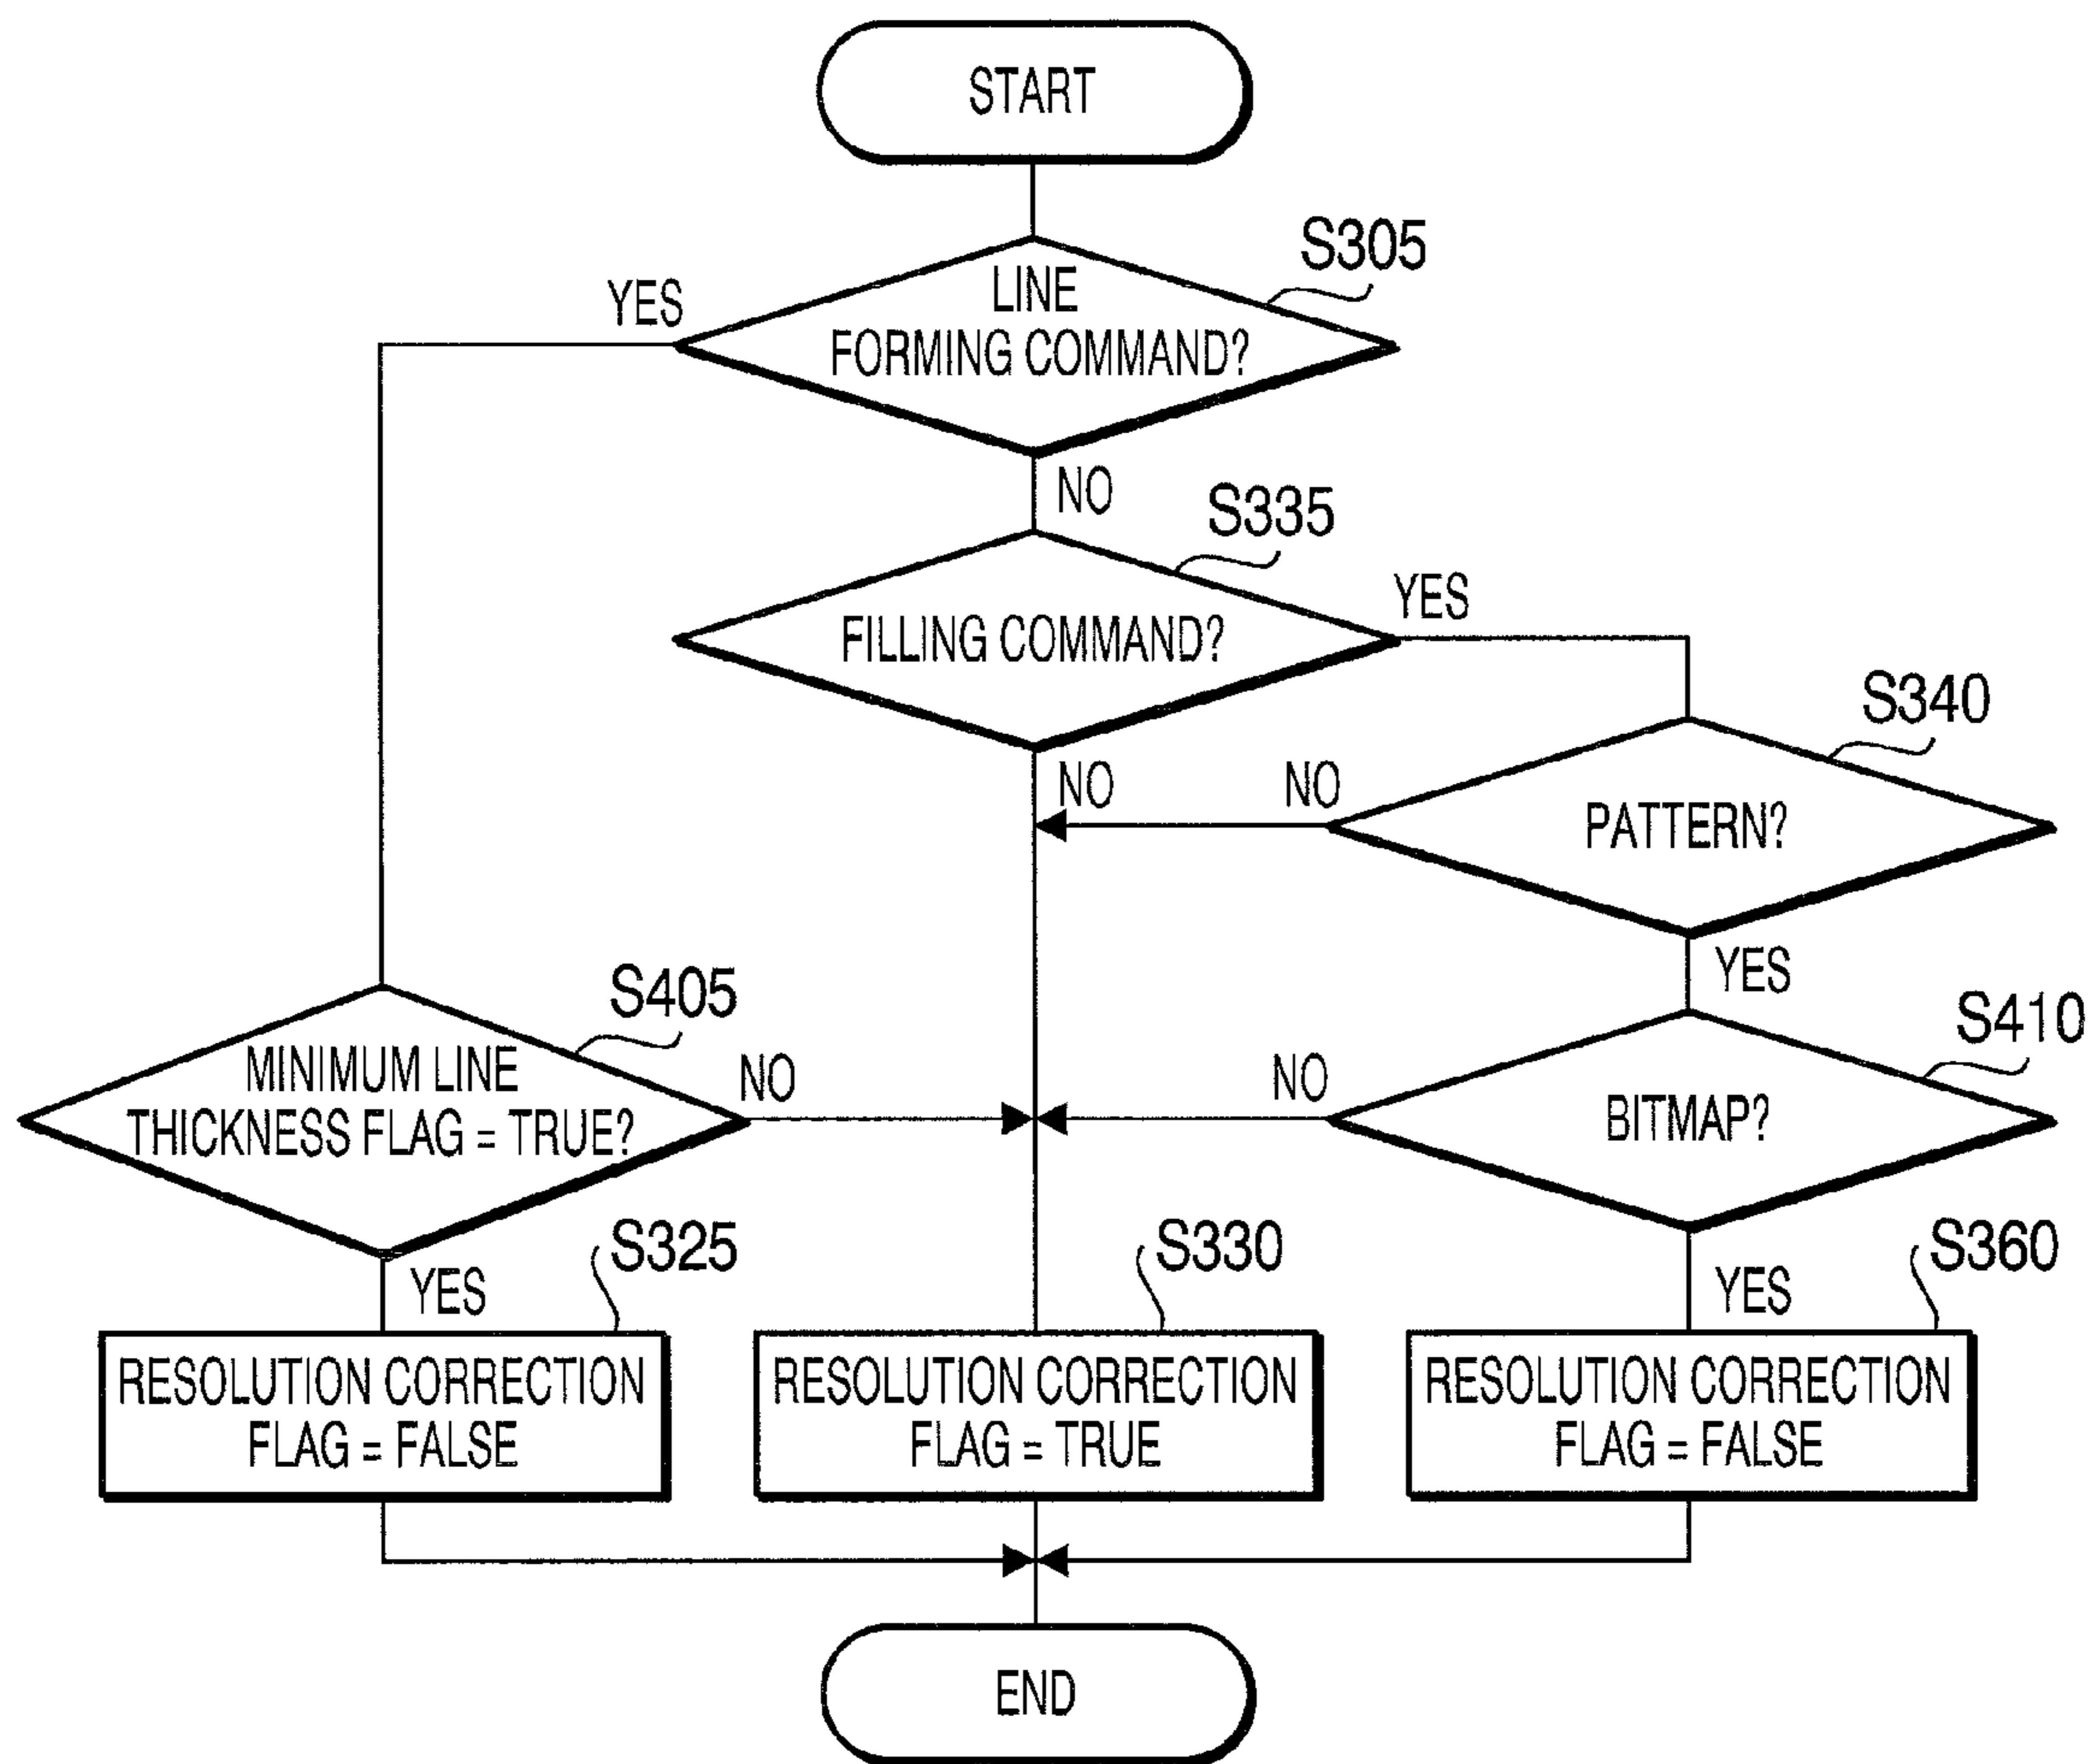 START
S305
YES
LINE
FORMING COMMAND?
NO
S335
YES
FILLING COMMAND?
S340
NO
NO
PATTERN?
YES
S405
S410
MINIMUM LINE
THICKNESS FLAG = TRUE?
NO
NO
BITMAP?
S325
S330
S360
YES
YES
RESOLUTION CORRECTION
FLAG = FALSE
RESOLUTION CORRECTION
FLAG = TRUE
RESOLUTION CORRECTION
FLAG = FALSE
END